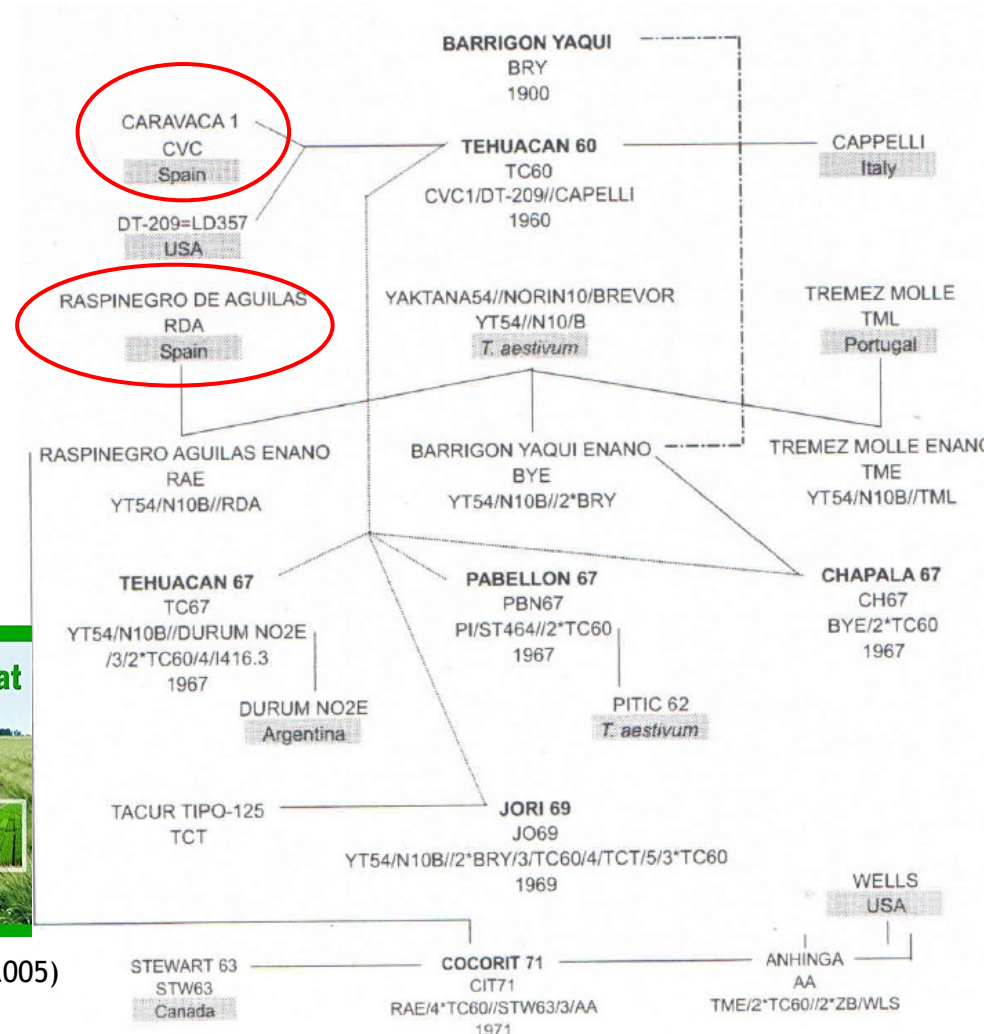 BARRIGON YAQUI
BRY
1900
CARAVACA 1
CVC
Spain
TEHUACAN 60
TC60
CVC1/DT-209//CAPELLI
1960
CAPPELLI
Italy
DT-209=LD357
USA
RASPINEGRO DE AGUILAS
RDA
Spain
YAKTANA54//NORIN10/BREVOR
YT54//N10/B
T. aestivum
TREMEZ MOLLE
TML
Portugal
RASPINEGRO AGUILAS ENANO
RAE
YT54/N10B//RDA
BARRIGON YAQUI ENANO
BYE
YT54/N10B//2*BRY
TREMEZ MOLLE ENANO
TME
YT54/N10B//TML
TEHUACAN 67
TC67
YT54/N10B//DURUM NO2E
/3/2*TC60/4/I416.3
1967
PABELLON 67
PBN67
PI/ST464//2*TC60
1967
CHAPALA 67
CH67
BYE/2*TC60
1967
DURUM NO2E
Argentina
PITIC 62
T. aestivum
at
TACUR TIPO-125
TCT
JORI 69
JO69
YT54/N10B//2*BRY/3/TC60/4/TCT/5/3*TC60
1969
WELLS
USA
005)
STEWART 63
STW63
Canada
COCORIT 71
CIT71
RAE/4*TC60//STW63/3/AA
1971
ANHINGA
AA
TME/2*TC60//2*ZB/WLS